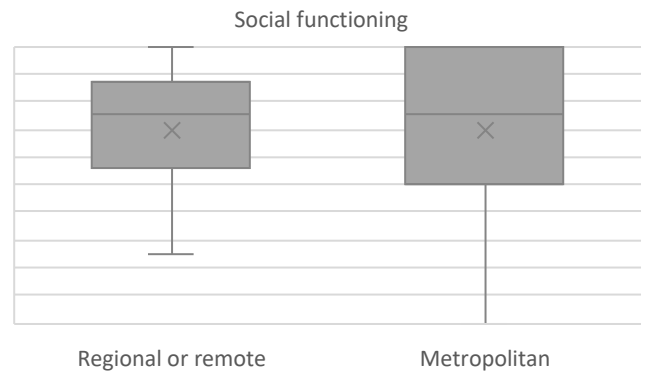 Social functioning
Regional or remote
Metropolitan